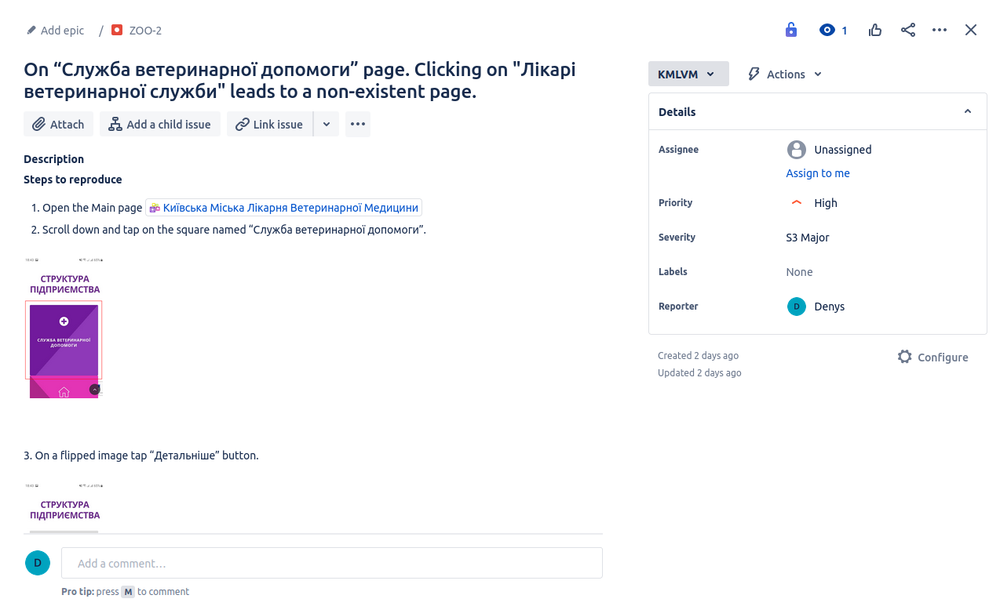 Add epic / ZOO-2
1
On “Служба ветеринарної допомоги” page. Clicking on "Лікарі
ветеринарної служби" leads to a non-existent page.
Attach
Add a child issue
Link issue
Description
Steps to reproduce
1. Open the Main page Київська Міська Лікарня Ветеринарної Медицини
2. Scroll down and tap on the square named “Служба ветеринарної допомоги”.
СТРУКТУРА
ПІДПРИЄМСТВА
СЛУЖБА ВЕТЕРИНАРНОЇ
ДОПОМОГИ
3. On a flipped image tap “Детальніше” button.
СТРУКТУРА
ПІДПРИЄМСТВА
D
Add a comment…
Pro tip: press M to comment
KMLVM
Actions
Details
Assignee
Unassigned
Assign to me
Priority
High
Severity
S3 Major
Labels
None
Reporter
D
Denys
Created 2 days ago
Updated 2 days ago
Configure